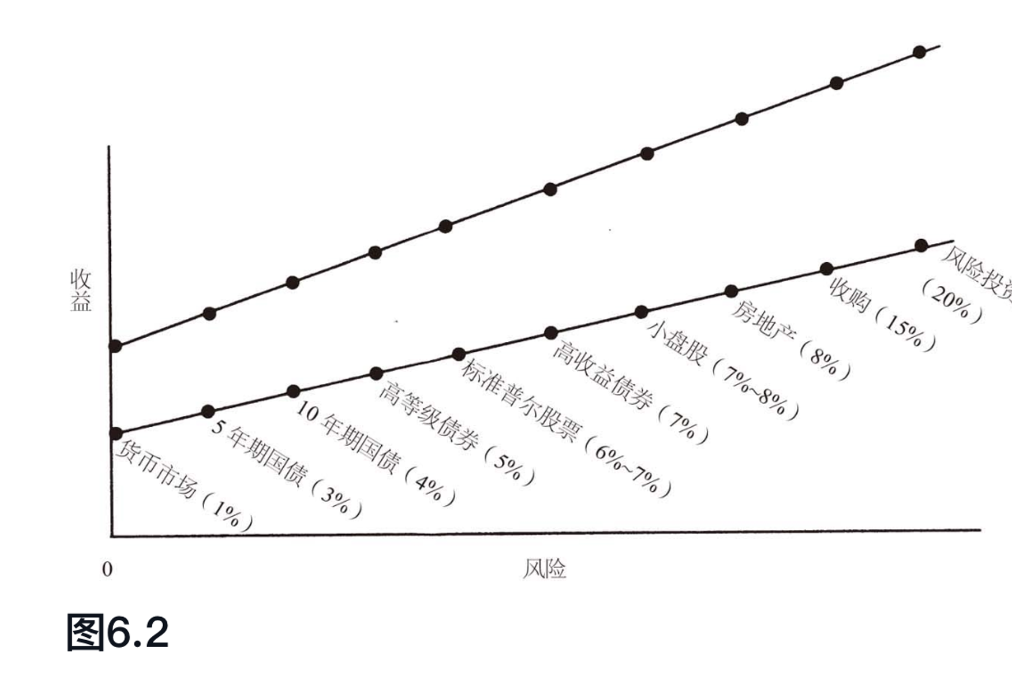 收益
货币市场（1%）
5 年期国债（3%）
10 年期国债（4%）
高等级债券（5%）
标准普尔股票（6%~7%）
高收益债券（7%）
小盘股（7%~8%）
房地产（8%）
收购（15%）
风险投资
（20%）
0
风险
图6.2